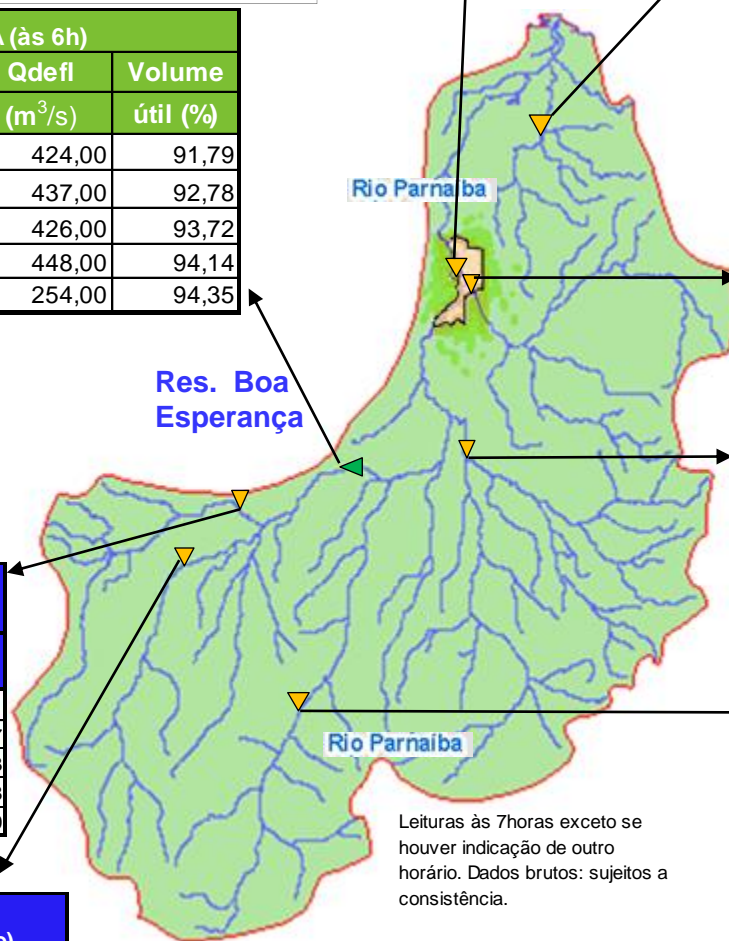 (às 6h)
Qdefl Volume
(m³/s) útil (%)
424,00 91,79
437,00 92,78
426,00 93,72
448,00 94,14
254,00 94,35
Rio Parnaíba
Res. Boa
Esperança
Rio Parnaíba
Leituras às 7horas exceto se
houver indicação de outro
horário. Dados brutos: sujeitos a
consistência.